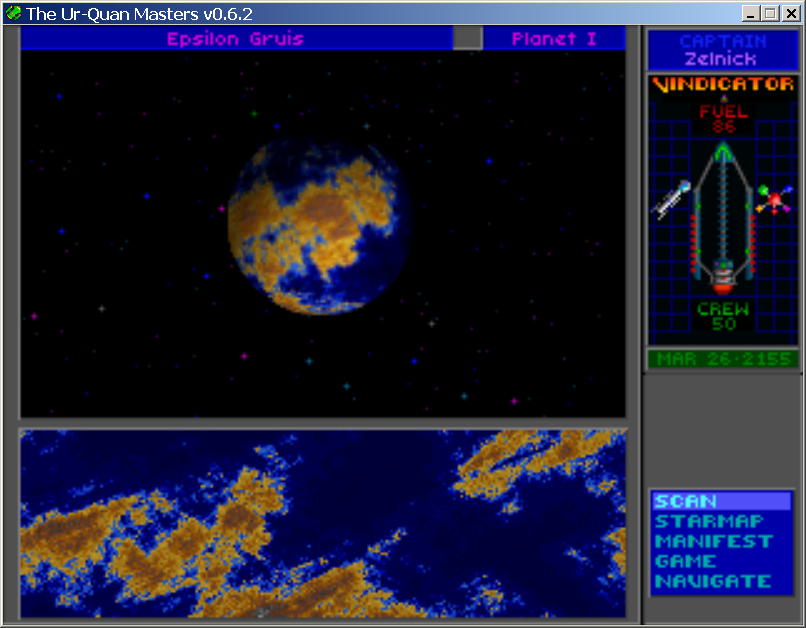 The Ur-Quan Masters v0.6.2
Epsilon Gruis
Planet I
CAPTAIN
Zelnick
VINDICATOR
FUEL
86
CREW
50
MAR 26·2155
SCAN
STARMAP
MANIFEST
GAME
NAVIGATE